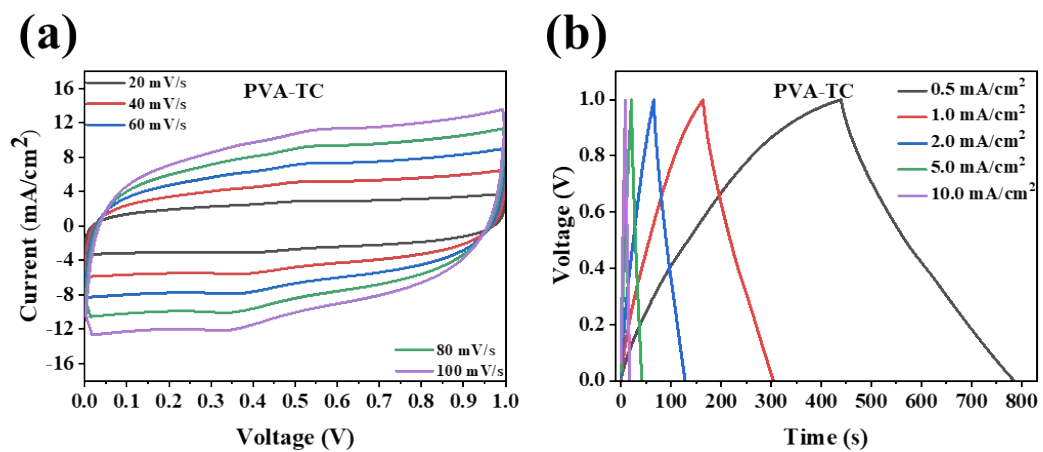 (a)
20 mV/s
40 mV/s
60 mV/s
PVA-TC
80 mV/s
100 mV/s
16
12
8
4
0
-4
-8
-12
-16
Current (mA/cm²)
0.0 0.1 0.2 0.3 0.4 0.5 0.6 0.7 0.8 0.9 1.0
Voltage (V)
(b)
PVA-TC
0.5 mA/cm²
1.0 mA/cm²
2.0 mA/cm²
5.0 mA/cm²
10.0 mA/cm²
1.0
0.8
0.6
0.4
0.2
0.0
Voltage (V)
0 100 200 300 400 500 600 700 800
Time (s)